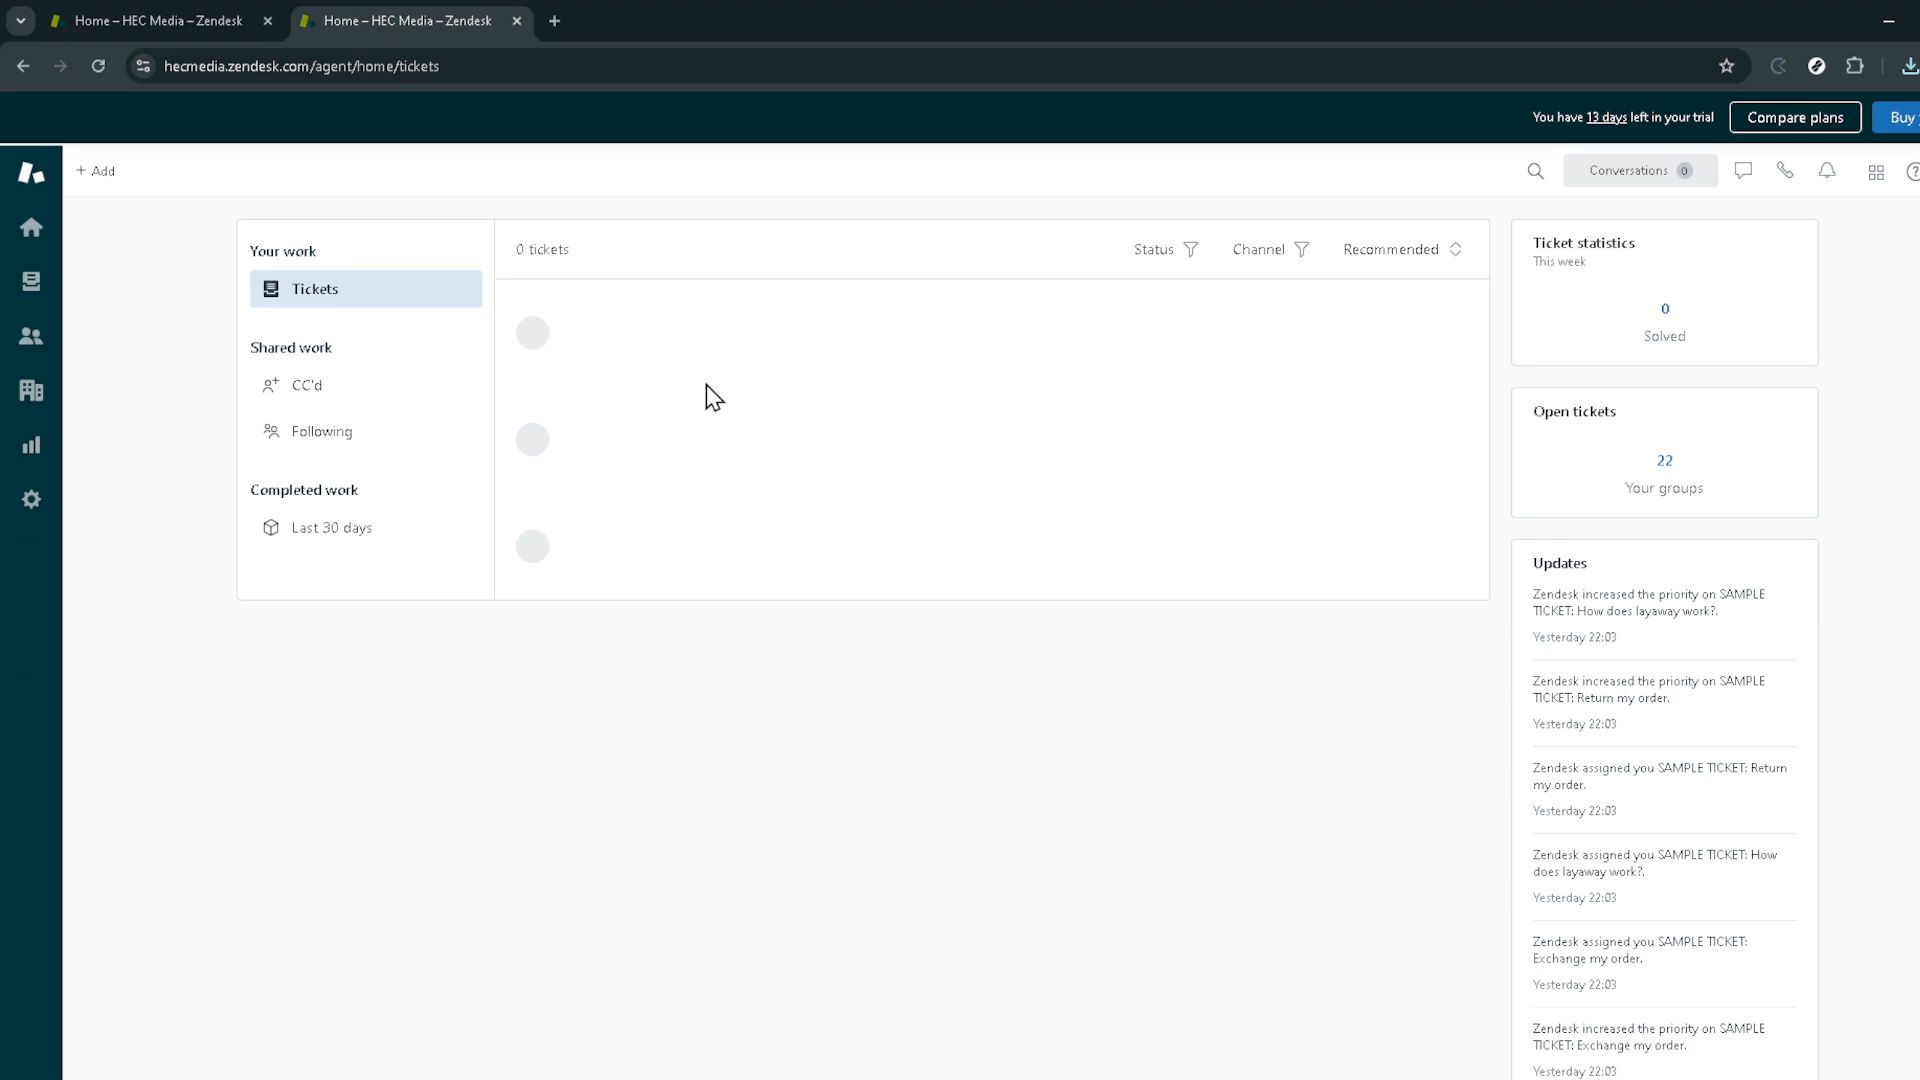 Home – HEC Media – Zendesk
Home – HEC Media – Zendesk
hecmedia.zendesk.com/agent/home/tickets
You have 13 days left in your trial
Compare plans
Buy
+ Add
Conversations 0
Your work
Tickets
Shared work
CC'd
Following
Completed work
Last 30 days
0 tickets
Status
Channel
Recommended
Ticket statistics
This week
0
Solved
Open tickets
22
Your groups
Updates
Zendesk increased the priority on SAMPLE
TICKET: How does layaway work?.
Yesterday 22:03
Zendesk increased the priority on SAMPLE
TICKET: Return my order.
Yesterday 22:03
Zendesk assigned you SAMPLE TICKET: Return
my order.
Yesterday 22:03
Zendesk assigned you SAMPLE TICKET: How
does layaway work?.
Yesterday 22:03
Zendesk assigned you SAMPLE TICKET:
Exchange my order.
Yesterday 22:03
Zendesk increased the priority on SAMPLE
TICKET: Exchange my order.
Yesterday 22:03